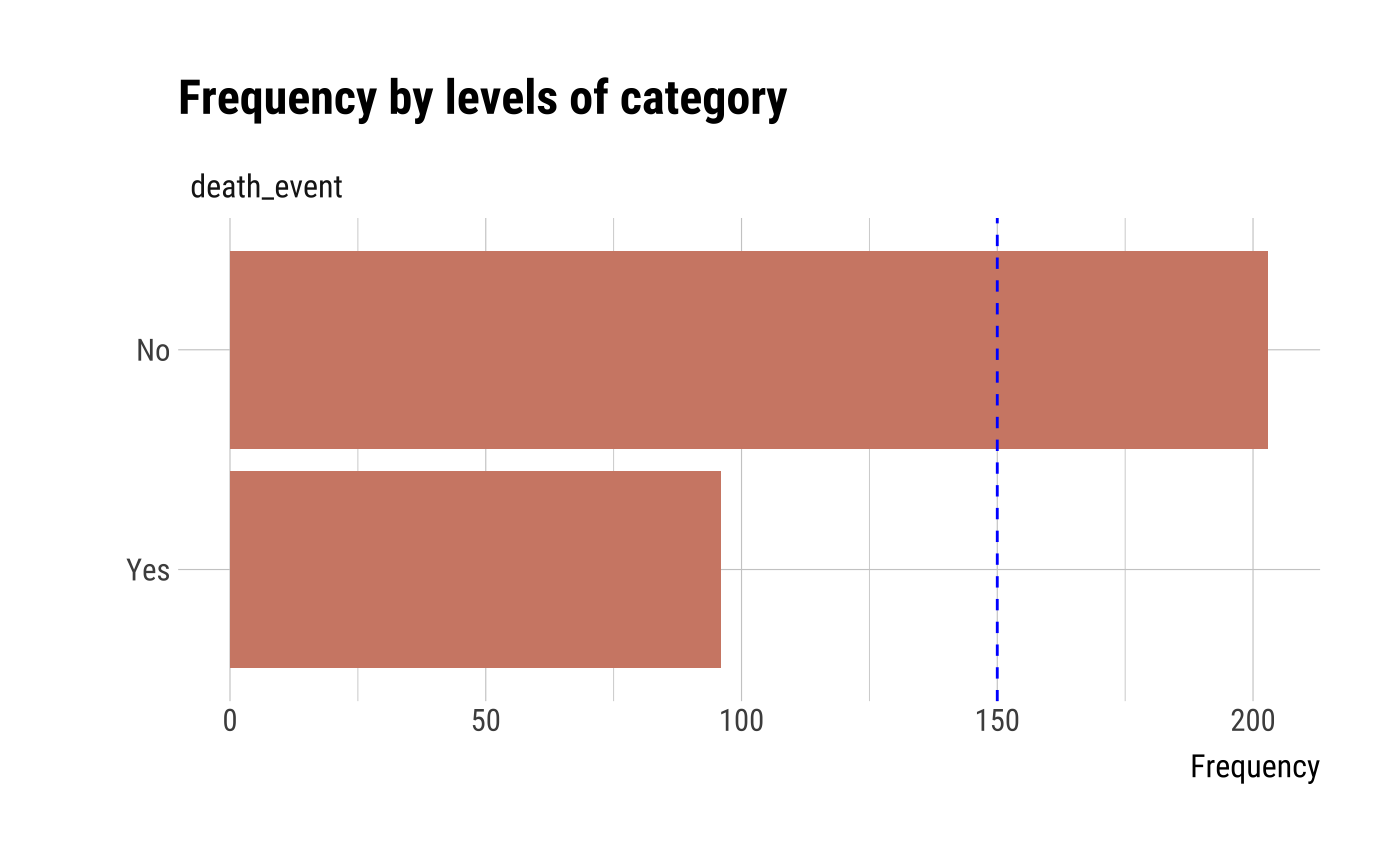 Frequency by levels of category
death_event
No
Yes
0 50 100 150 200
Frequency